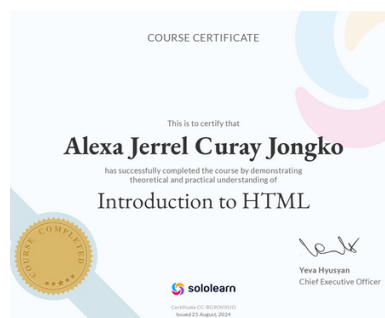 COURSE CERTIFICATE
This is to certify that
Alexa Jerrel Curay Jongko
has successfully completed the course by demonstrating
theoretical and practical understanding of
Introduction to HTML
COURSE COMPLETED
Yeva Hyusyan
Chief Executive Officer
sololearn
Issued 25 August, 2024